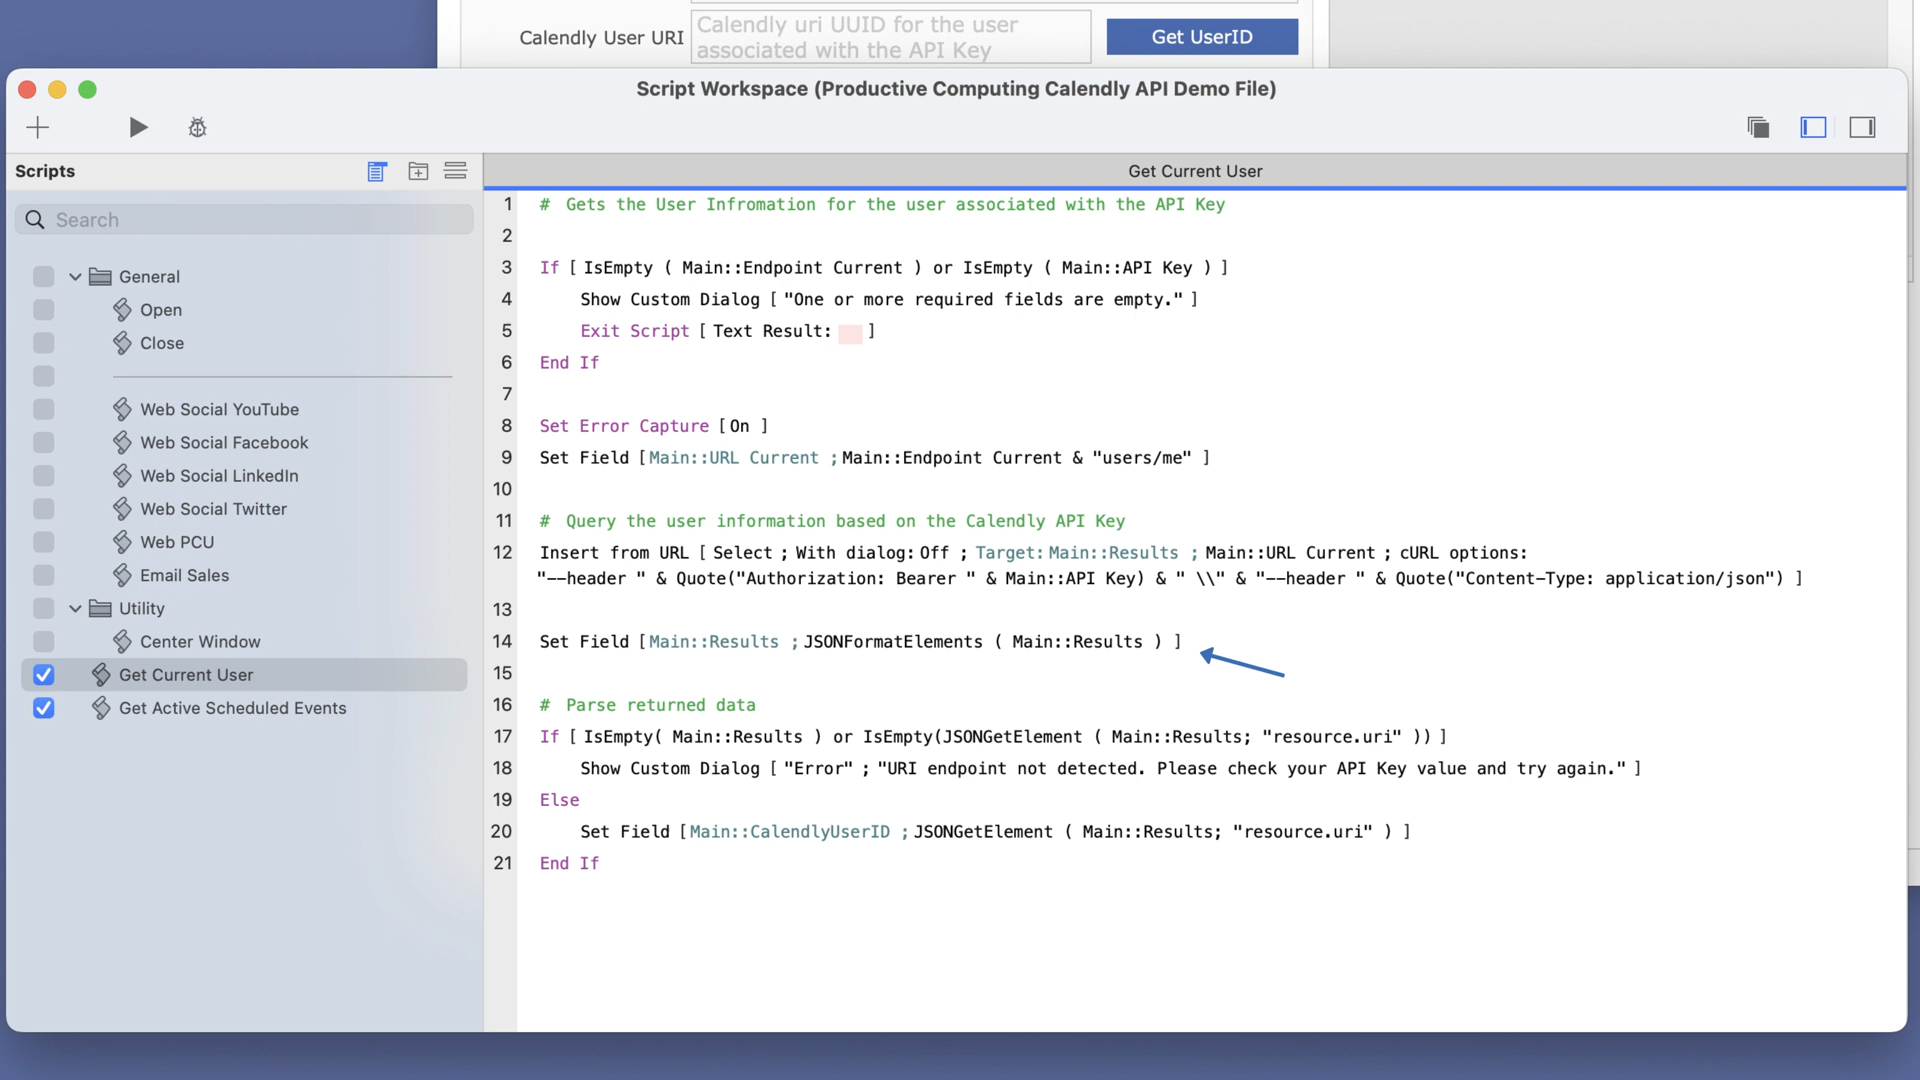 Calendly User URI
Calendly uri UUID for the user
associated with the API Key
Get UserID
Script Workspace (Productive Computing Calendly API Demo File)
Scripts
Get Current User
Search
General
Open
Close
Web Social YouTube
Web Social Facebook
Web Social LinkedIn
Web Social Twitter
Web PCU
Email Sales
Utility
Center Window
Get Current User
Get Active Scheduled Events
1 # Gets the User Infromation for the user associated with the API Key
2
3 If [ IsEmpty ( Main::Endpoint Current ) or IsEmpty ( Main::API Key ) ]
4 Show Custom Dialog [ "One or more required fields are empty." ]
5 Exit Script [ Text Result: ]
6 End If
7
8 Set Error Capture [ On ]
9 Set Field [ Main::URL Current ; Main::Endpoint Current & "users/me" ]
10
11 # Query the user information based on the Calendly API Key
12 Insert from URL [ Select ; With dialog: Off ; Target: Main::Results ; Main::URL Current ; cURL options:
"--header " & Quote("Authorization: Bearer " & Main::API Key) & " \\" & "--header " & Quote("Content-Type: application/json") ]
13
14 Set Field [ Main::Results ; JSONFormatElements ( Main::Results ) ]
15
16 # Parse returned data
17 If [ IsEmpty( Main::Results ) or IsEmpty(JSONGetElement ( Main::Results; "resource.uri" )) ]
18 Show Custom Dialog [ "Error" ; "URI endpoint not detected. Please check your API Key value and try again." ]
19 Else
20 Set Field [ Main::CalendlyUserID ; JSONGetElement ( Main::Results; "resource.uri" ) ]
21 End If